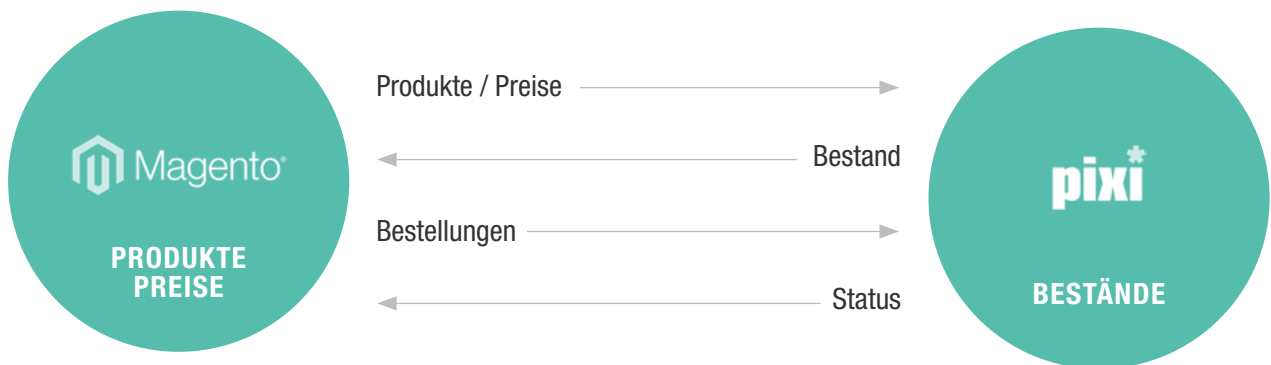 Magento®
PRODUKTE
PREISE
Produkte / Preise
Bestand
Bestellungen
Status
pixi*
BESTÄNDE